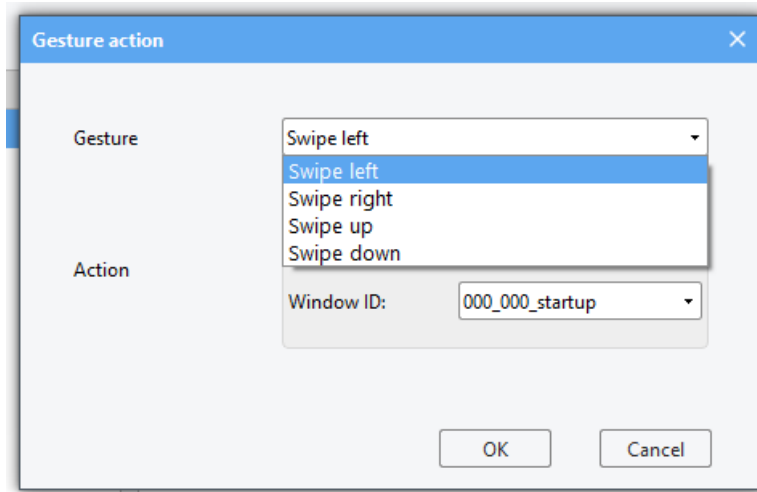 Gesture action
Gesture
Swipe left
Swipe left
Swipe right
Swipe up
Swipe down
Action
Window ID: 000_000_startup
OK Cancel